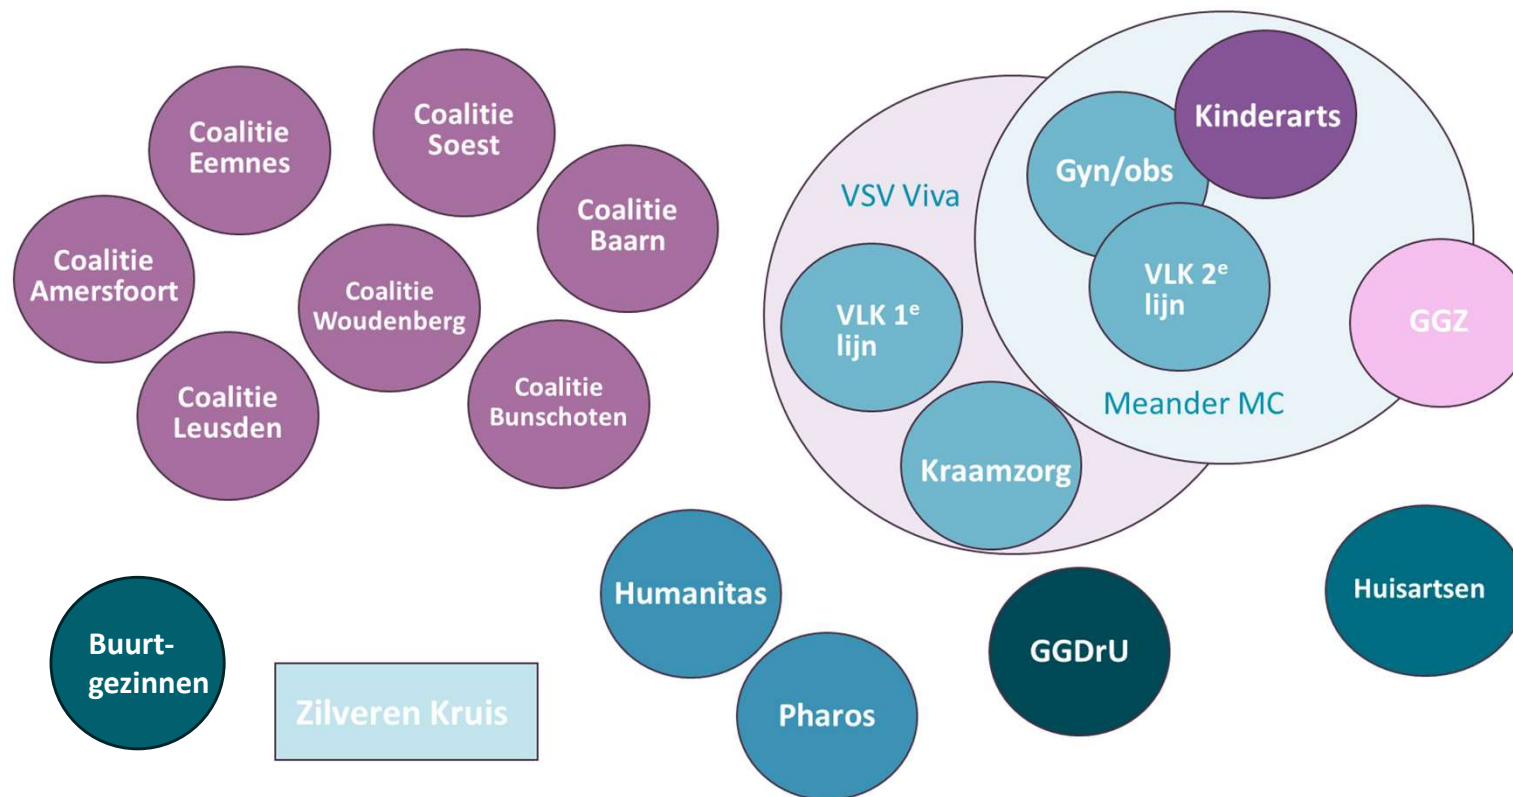 Coalitie
Eemnes
Coalitie
Soest
Coalitie
Baarn
Coalitie
Amersfoort
Coalitie
Woudenberg
Coalitie
Leusden
Coalitie
Bunschoten
Kinderarts
Gyn/obs
VSV Viva
VLK 1e
lijn
VLK 2e
lijn
GGZ
Meander MC
Kraamzorg
Humanitas
Pharos
GGDrU
Huisartsen
Buurt-
gezinnen
Zilveren Kruis